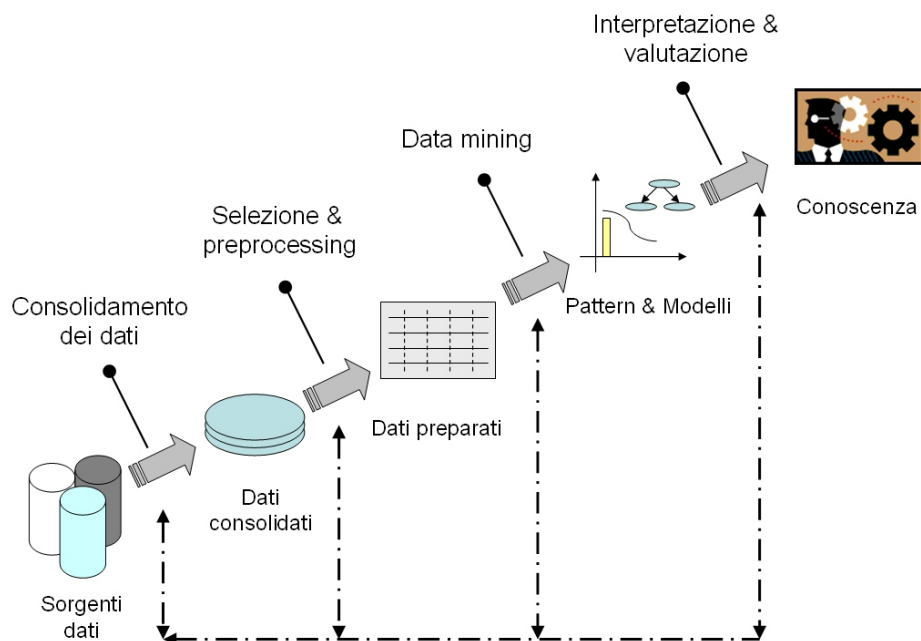 Interpretazione &
valutazione
Data mining
Conoscenza
Selezione &
preprocessing
Pattern & Modelli
Consolidamento
dei dati
Dati preparati
Dati
consolidati
Sorgenti
dati